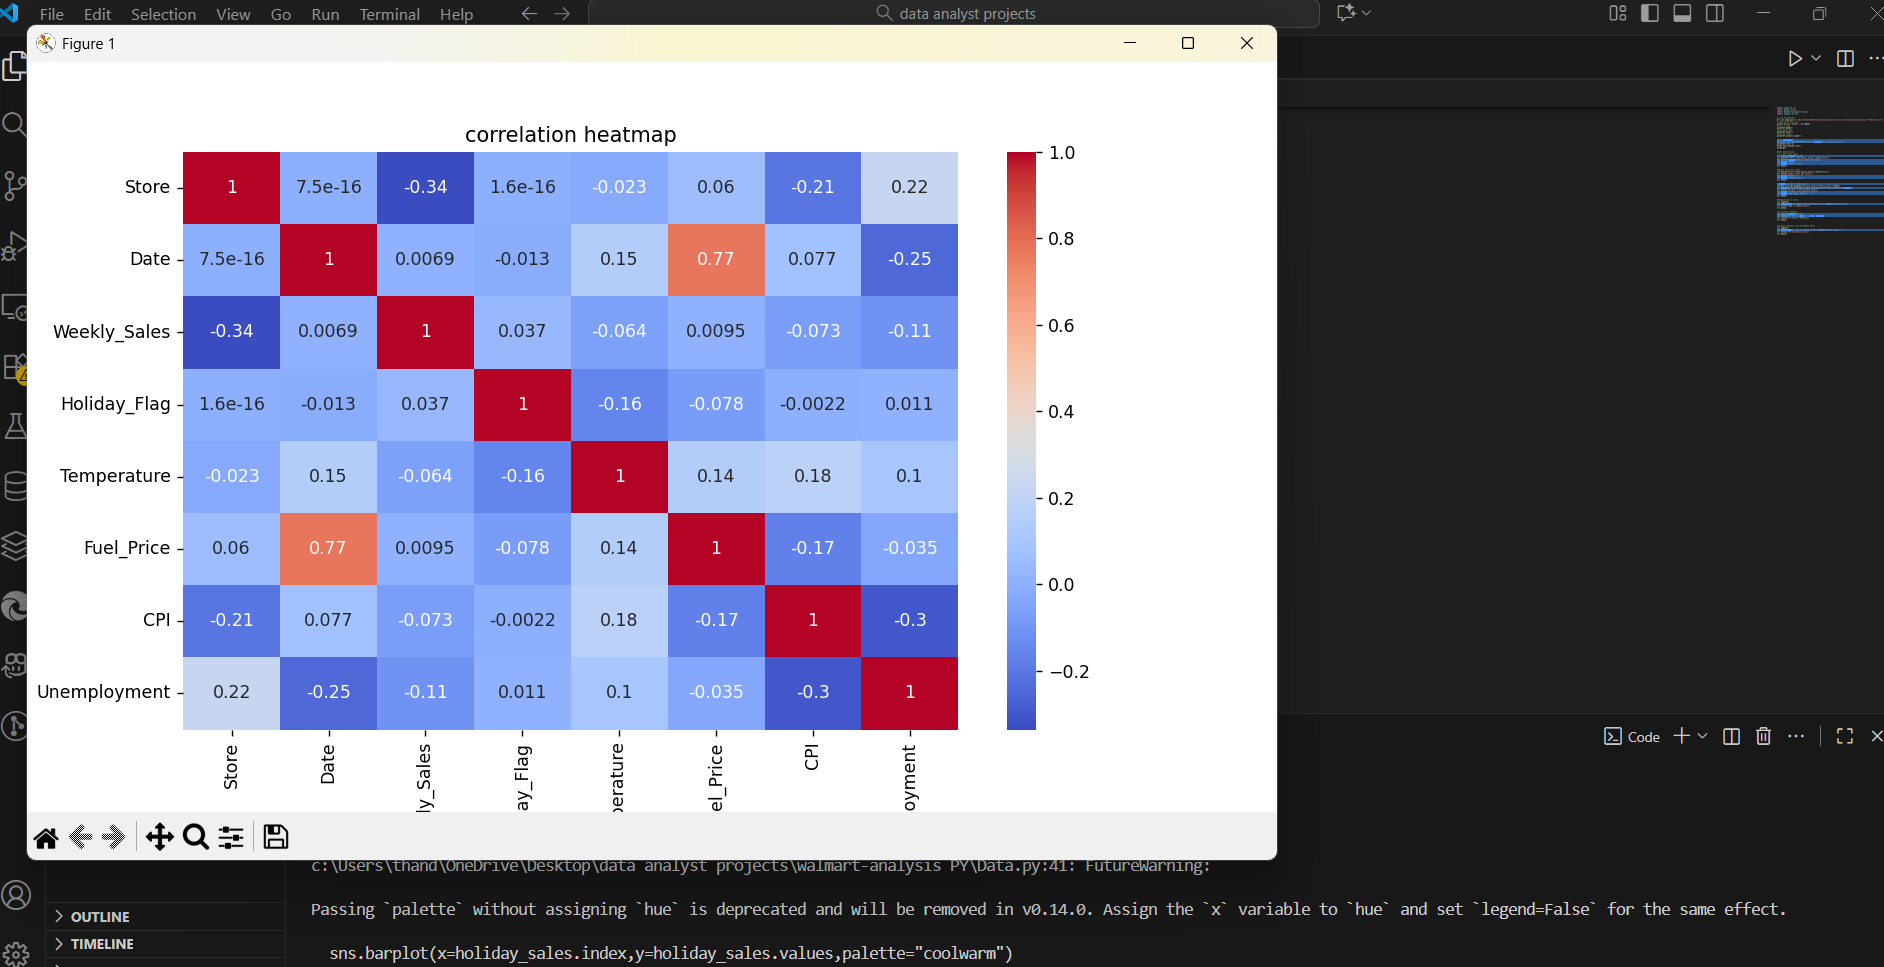 File Edit Selection View Go Run Terminal Help data analyst projects
Figure 1
correlation heatmap
Store 1 7.5e-16 -0.34 1.6e-16 -0.023 0.06 -0.21 0.22
Date 7.5e-16 1 0.0069 -0.013 0.15 0.77 0.077 -0.25
Weekly_Sales -0.34 0.0069 1 0.037 -0.064 0.0095 -0.073 -0.11
Holiday_Flag 1.6e-16 -0.013 0.037 1 -0.16 -0.078 -0.0022 0.011
Temperature -0.023 0.15 -0.064 -0.16 1 0.14 0.18 0.1
Fuel_Price 0.06 0.77 0.0095 -0.078 0.14 1 -0.17 -0.035
CPI -0.21 0.077 -0.073 -0.0022 0.18 -0.17 1 -0.3
Unemployment 0.22 -0.25 -0.11 0.011 0.1 -0.035 -0.3 1
Store Date ly_Sales ay_Flag perature el_Price CPI oyment
1.0
0.8
0.6
0.4
0.2
0.0
−0.2
Code
c:\Users\thand\OneDrive\Desktop\data analyst projects\walmart-analysis PY\Data.py:41: FutureWarning:
Passing `palette` without assigning `hue` is deprecated and will be removed in v0.14.0. Assign the `x` variable to `hue` and set `legend=False` for the same effect.
sns.barplot(x=holiday_sales.index,y=holiday_sales.values,palette="coolwarm")
OUTLINE
TIMELINE